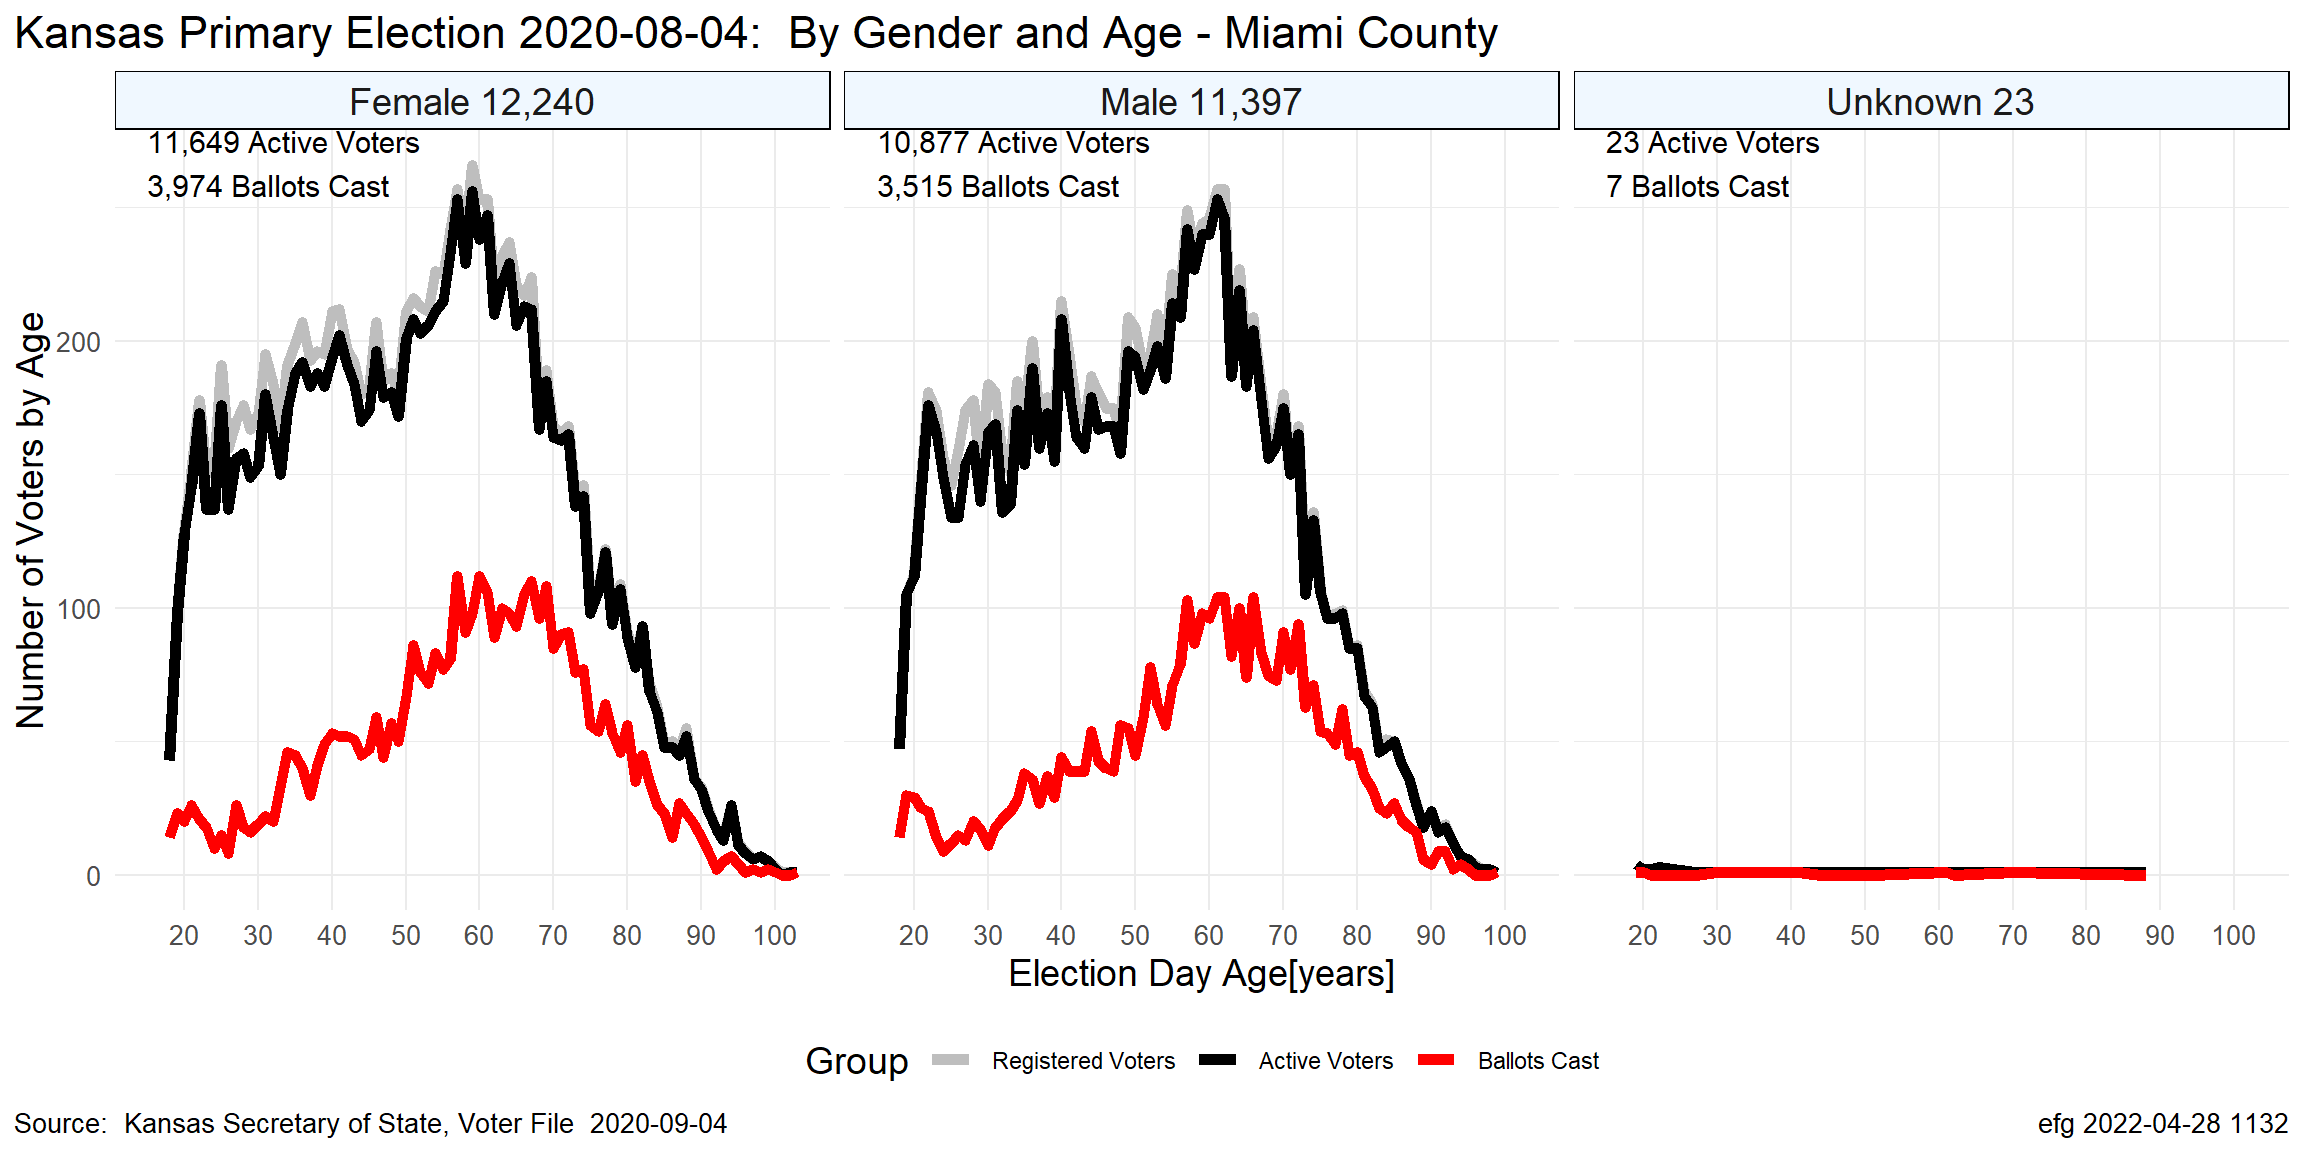 Kansas Primary Election 2020-08-04:  By Gender and Age - Miami County
Female 12,240
Male 11,397
Unknown 23
11,649 Active Voters
3,974 Ballots Cast
10,877 Active Voters
3,515 Ballots Cast
23 Active Voters
7 Ballots Cast
Number of Voters by Age
200
100
0
20 30 40 50 60 70 80 90 100
20 30 40 50 60 70 80 90 100
20 30 40 50 60 70 80 90 100
Election Day Age[years]
Group Registered Voters Active Voters Ballots Cast
Source:  Kansas Secretary of State, Voter File  2020-09-04
efg 2022-04-28 1132